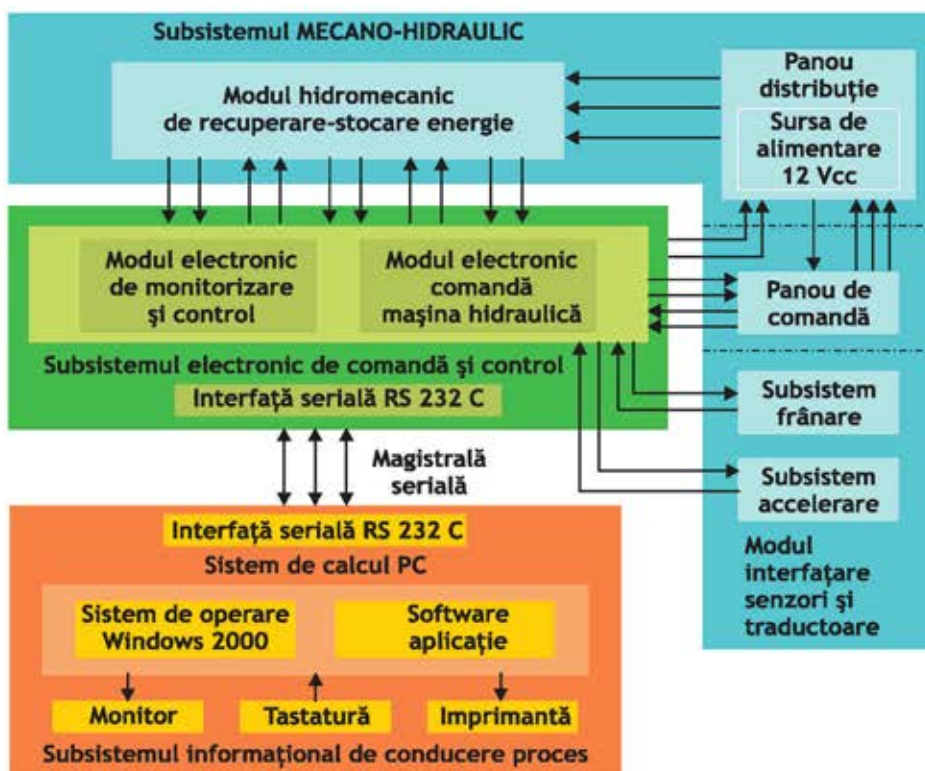 Subsistemul MECANO-HIDRAULIC
Modul hidromecanic
de recuperare-stocare energie
Panou
distribuție
Sursa de
alimentare
12 Vcc
Modul electronic
de monitorizare
și control
Modul electronic
comandă
mașina hidraulică
Panou de
comandă
Subsistemul electronic de comandă și control
Interfață serială RS 232 C
Subsistem
frânare
Magistrală
serială
Subsistem
accelerare
Interfață serială RS 232 C
Sistem de calcul PC
Modul
interfațare
senzori și
traductoare
Sistem de operare
Windows 2000
Software
aplicație
Monitor
Tastatură
Imprimantă
Subsistemul informațional de conducere proces